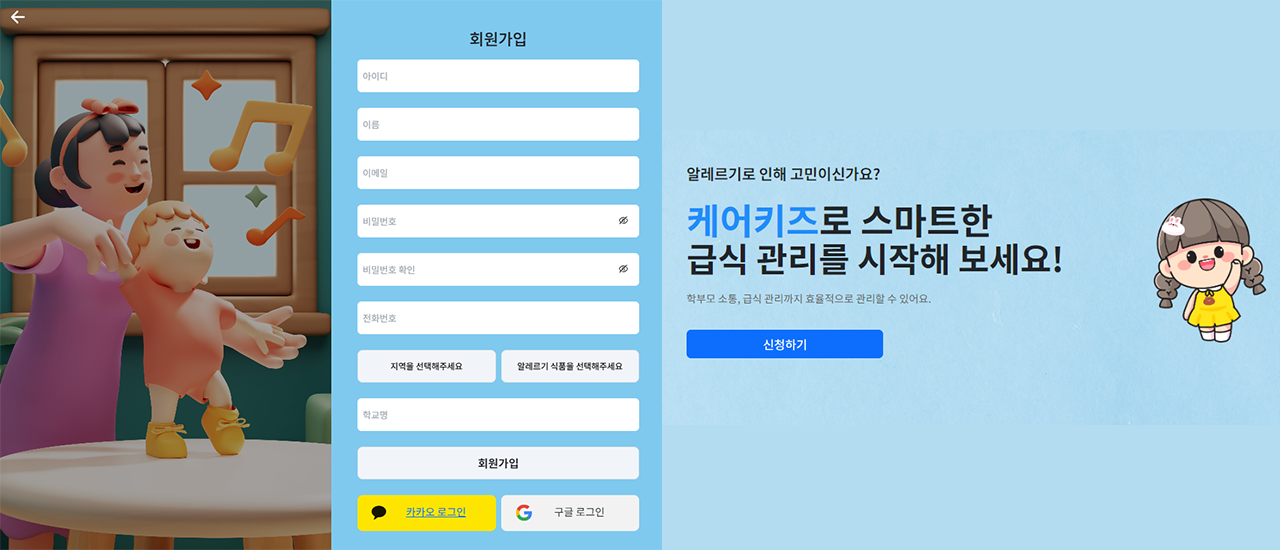 회원가입
아이디
이름
이메일
비밀번호
비밀번호 확인
전화번호
지역을 선택해주세요
알레르기 식품을 선택해주세요
학교명
회원가입
카카오 로그인
구글 로그인
알레르기로 인해 고민이신가요?
케어키즈로 스마트한
급식 관리를 시작해 보세요!
학부모 소통, 급식 관리까지 효율적으로 관리할 수 있어요.
신청하기